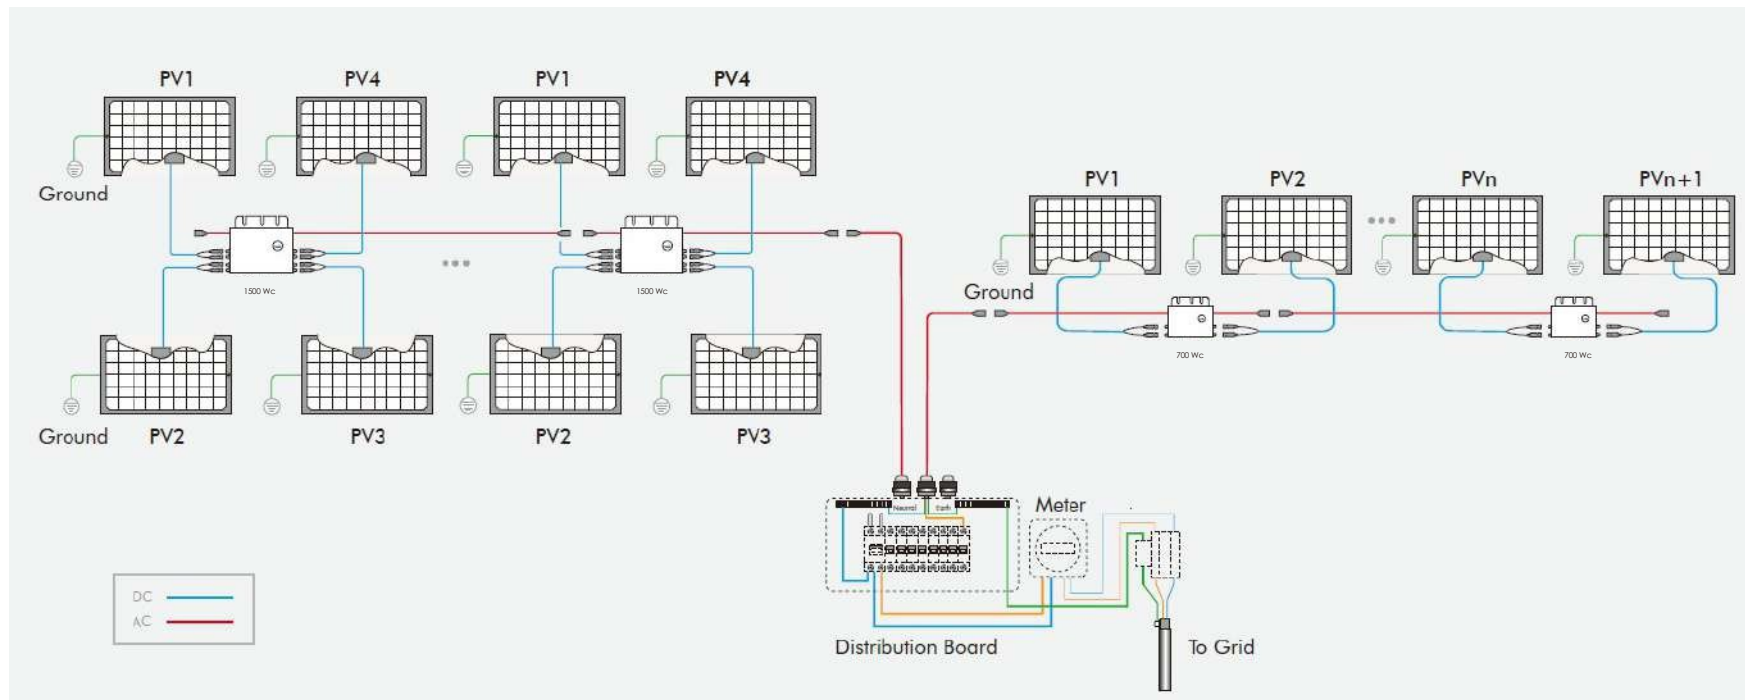 PV1
PV4
PV1
PV4
Ground
1500 Wc
1500 Wc
Ground
PV2
PV3
PV2
PV3
PV1
PV2
PVn
PVn+1
Ground
700 Wc
700 Wc
Neutral
Earth
Meter
Distribution Board
To Grid
DC
AC